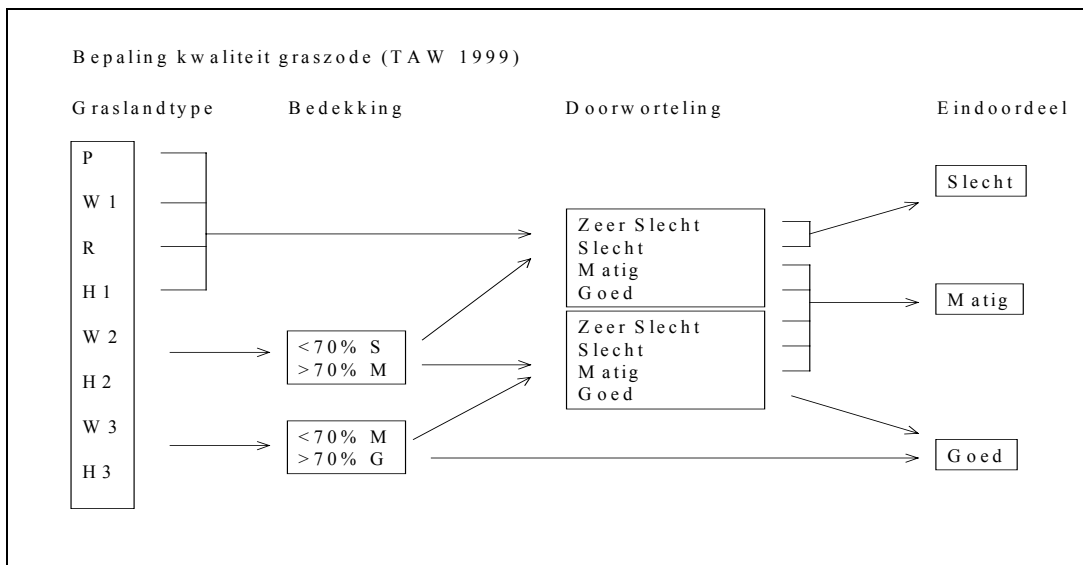 Bepaling kwaliteit graszode (TAW 1999)
Graslandtype Bedekking Doorworteling Eindoordeel
P
W1
R
H1
W2
H2
W3
H3
<70% S
>70% M
<70% M
>70% G
Zeer Slecht
Slecht
Matig
Goed
Zeer Slecht
Slecht
Matig
Goed
Slecht
Matig
Goed